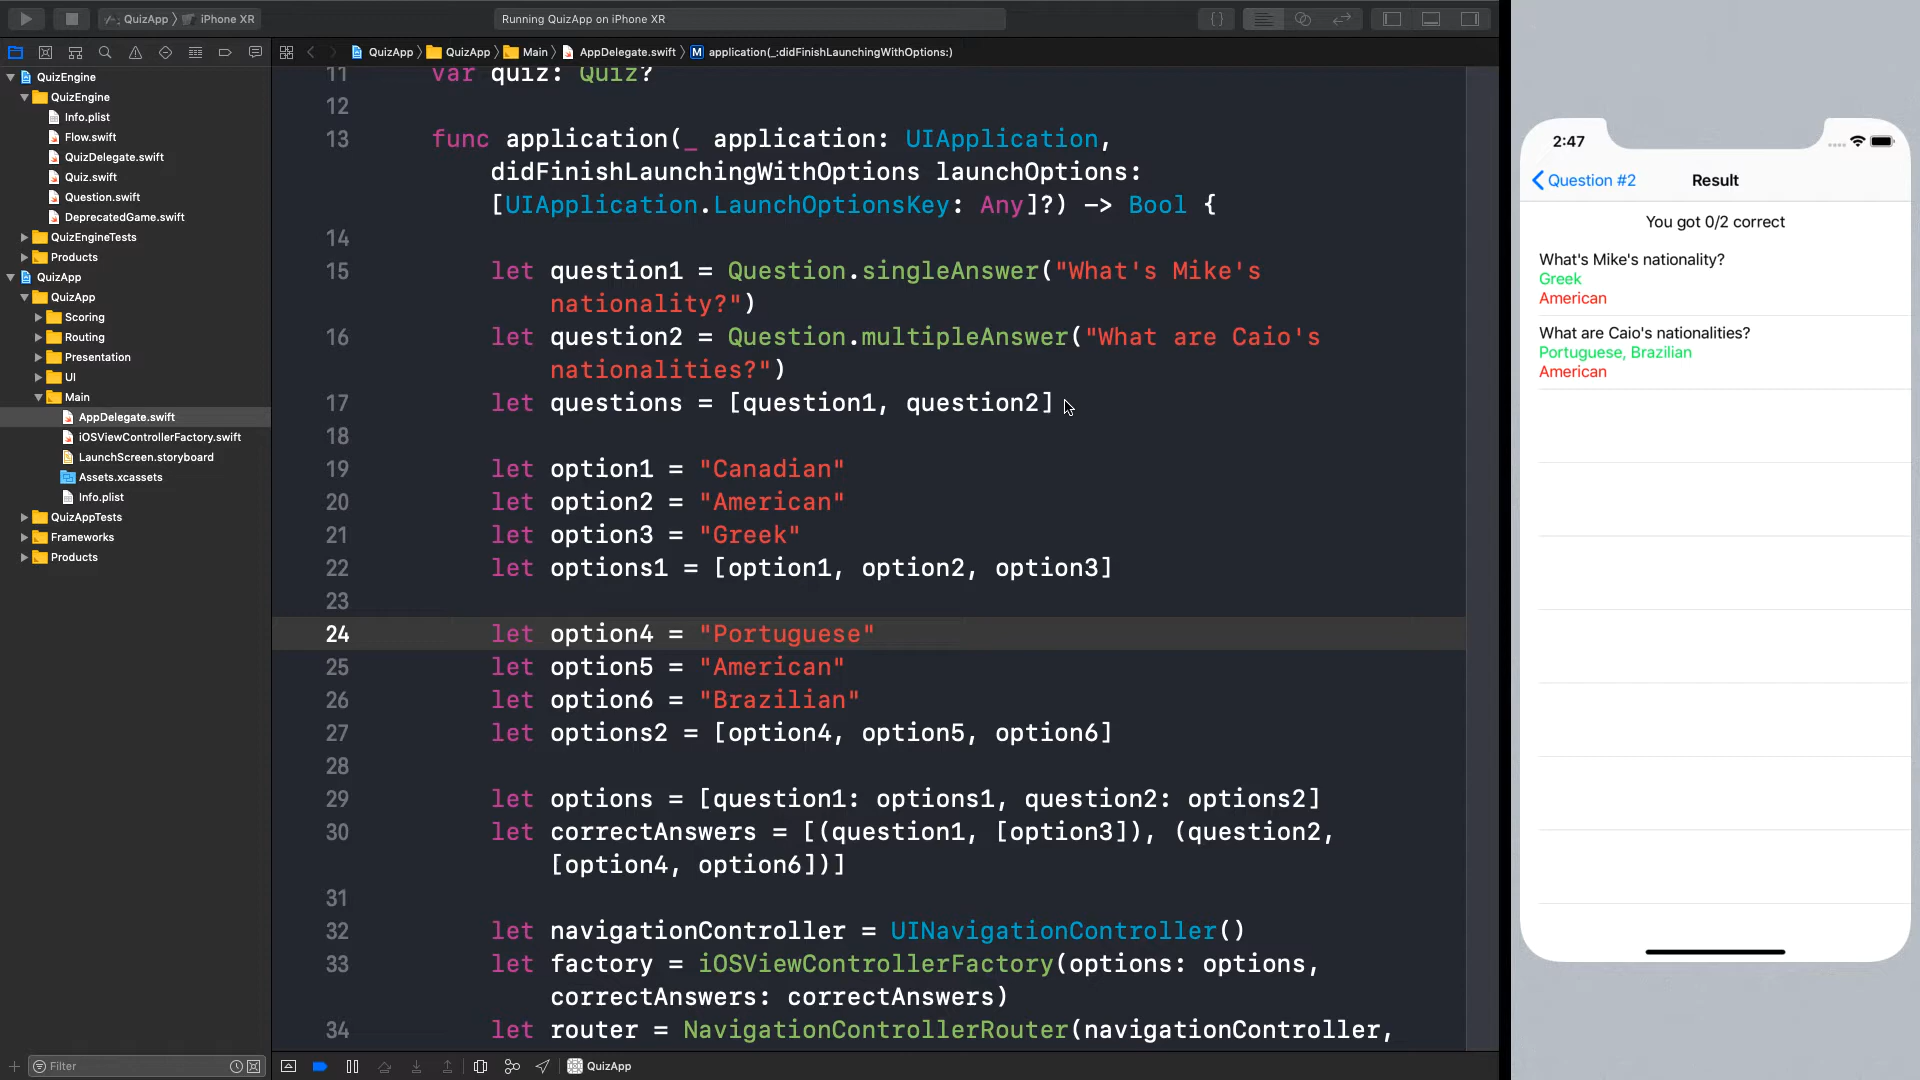 QuizApp
iPhone XR
Running QuizApp on iPhone XR
QuizApp
QuizApp
Main
AppDelegate.swift
M
application(_:didFinishLaunchingWithOptions:)
QuizEngine
QuizEngine
Info.plist
Flow.swift
QuizDelegate.swift
Quiz.swift
Question.swift
DeprecatedGame.swift
QuizEngineTests
Products
QuizApp
QuizApp
Scoring
Routing
Presentation
UI
Main
AppDelegate.swift
iOSViewControllerFactory.swift
LaunchScreen.storyboard
Assets.xcassets
Info.plist
QuizAppTests
Frameworks
Products
Filter
11 var quiz: Quiz?
12
13 func application(_ application: UIApplication,
didFinishLaunchingWithOptions launchOptions:
[UIApplication.LaunchOptionsKey: Any]?) -> Bool {
14
15 let question1 = Question.singleAnswer("What's Mike's
nationality?")
16 let question2 = Question.multipleAnswer("What are Caio's
nationalities?")
17 let questions = [question1, question2]
18
19 let option1 = "Canadian"
20 let option2 = "American"
21 let option3 = "Greek"
22 let options1 = [option1, option2, option3]
23
24 let option4 = "Portuguese"
25 let option5 = "American"
26 let option6 = "Brazilian"
27 let options2 = [option4, option5, option6]
28
29 let options = [question1: options1, question2: options2]
30 let correctAnswers = [(question1, [option3]), (question2,
[option4, option6])]
31
32 let navigationController = UINavigationController()
33 let factory = iOSViewControllerFactory(options: options,
correctAnswers: correctAnswers)
34 let router = NavigationControllerRouter(navigationController,
QuizApp
2:47
Question #2
Result
You got 0/2 correct
What's Mike's nationality?
Greek
American
What are Caio's nationalities?
Portuguese, Brazilian
American